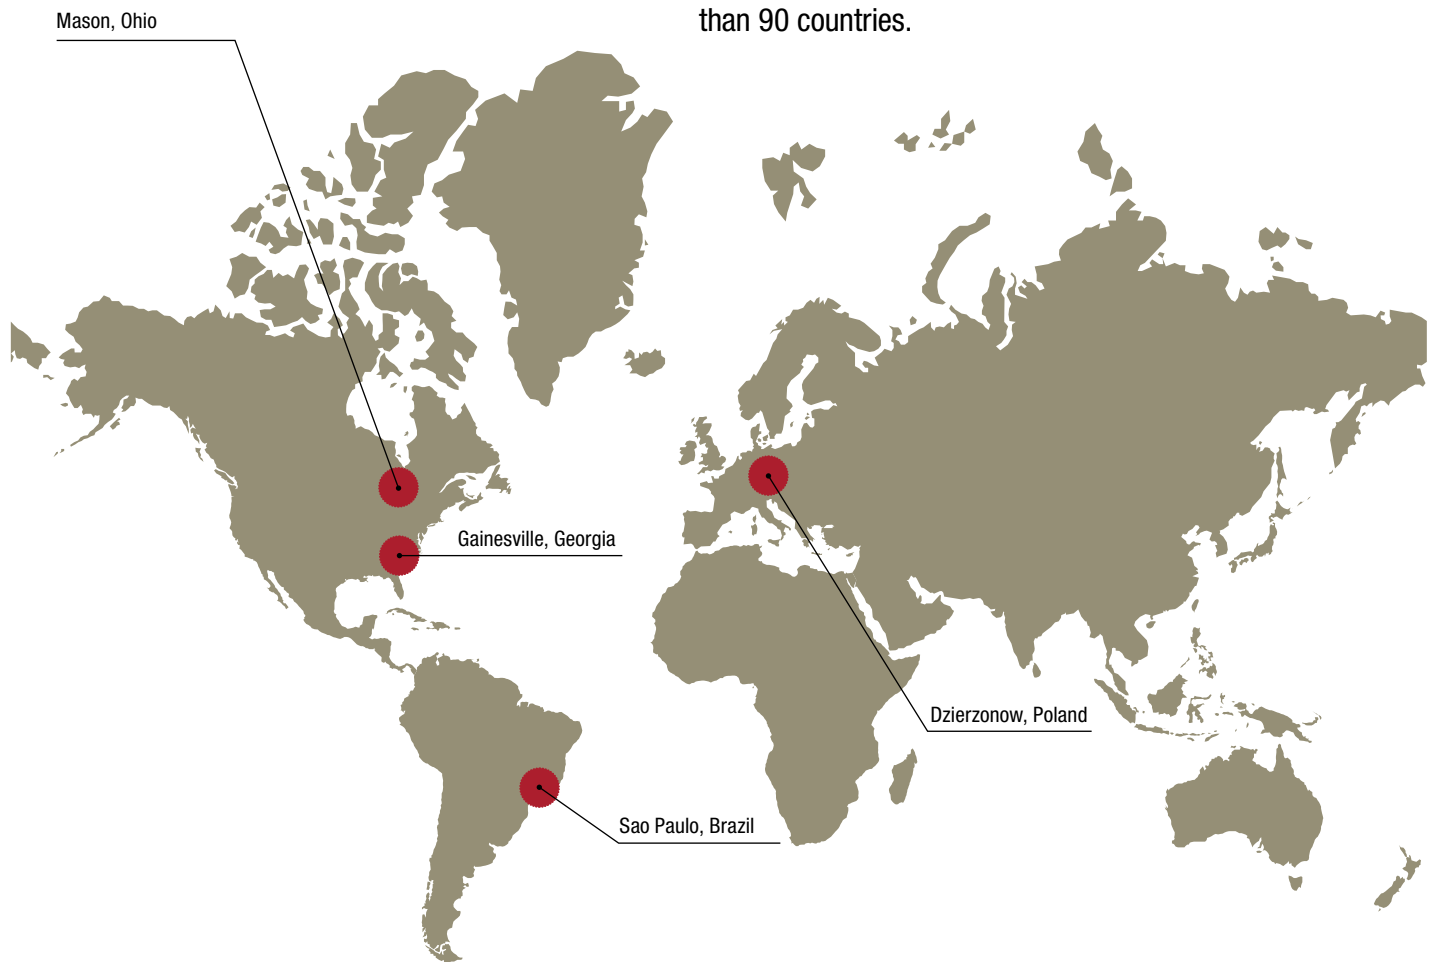 Mason, Ohio
than 90 countries.
Gainesville, Georgia
Dzierzonow, Poland
Sao Paulo, Brazil